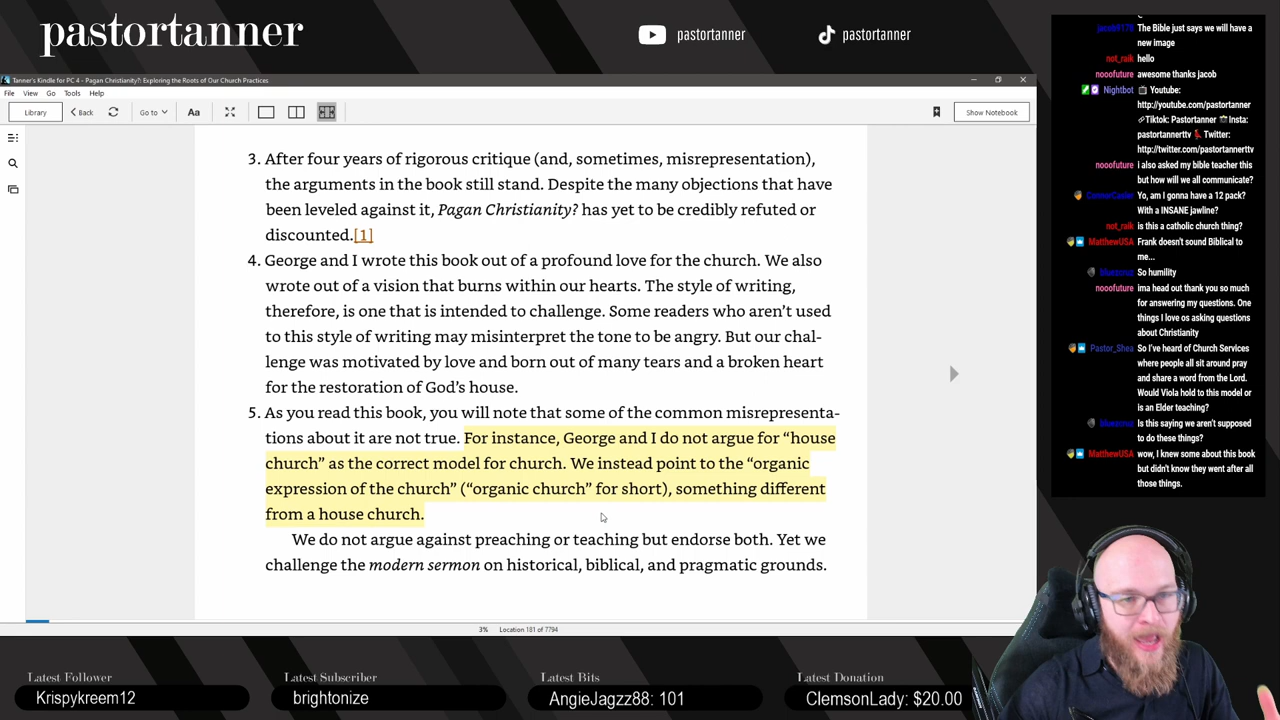 pastortanner
pastortanner
pastortanner
Tanner's Kindle for PC 4 - Pagan Christianity?: Exploring the Roots of Our Church Practices
File View Go Tools Help
Library
Back
Go to
Aa
Show Notebook
3. After four years of rigorous critique (and, sometimes, misrepresentation),
the arguments in the book still stand. Despite the many objections that have
been leveled against it, Pagan Christianity? has yet to be credibly refuted or
discounted.[1]
4. George and I wrote this book out of a profound love for the church. We also
wrote out of a vision that burns within our hearts. The style of writing,
therefore, is one that is intended to challenge. Some readers who aren't used
to this style of writing may misinterpret the tone to be angry. But our chal-
lenge was motivated by love and born out of many tears and a broken heart
for the restoration of God's house.
5. As you read this book, you will note that some of the common misrepresenta-
tions about it are not true. For instance, George and I do not argue for “house
church” as the correct model for church. We instead point to the “organic
expression of the church” (“organic church” for short), something different
from a house church.
We do not argue against preaching or teaching but endorse both. Yet we
challenge the modern sermon on historical, biblical, and pragmatic grounds.
3% Location 181 of 7794
The Bible just says we will have a
new image
not_raik hello
nooofuture awesome thanks jacob
Nightbot Youtube:
http://youtube.com/pastortanner
Tiktok: Pastortanner Insta:
pastortannerttv Twitter:
http://twitter.com/pastortannerttv
nooofuture i also asked my bible teacher this
but how will we all communicate?
Yo, am I gonna have a 12 pack?
With a INSANE jawline?
not_raik is this a catholic church thing?
MatthewUSA Frank doesn't sound Biblical to
me...
So humility
nooofuture ima head out thank you so much
for answering my questions. One
things I love os asking questions
about Christianity
Pastor_Shea So I've heard of Church Services
where people all sit around pray
and share a word from the Lord.
Would Viola hold to this model or
is an Elder teaching?
Is this saying we aren't supposed
to do these things?
MatthewUSA wow, I knew some about this book
but didn't know they went after all
those things.
Latest Follower
Krispykreem12
Latest Subscriber
brightonize
Latest Bits
AngieJagzz88: 101
Latest Donation
ClemsonLady: $20.00